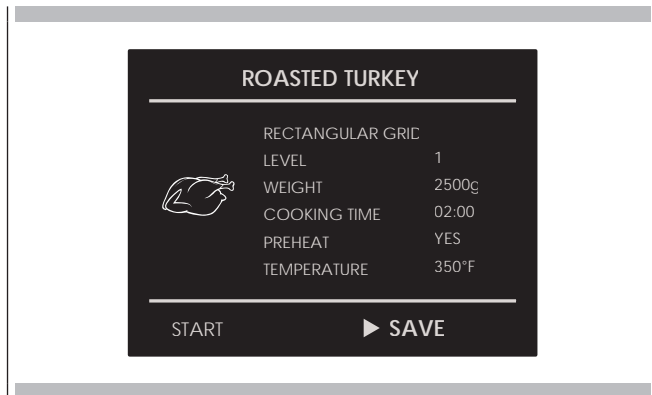 ROASTED TURKEY
RECTANGULAR GRID
LEVEL 1
WEIGHT 2500g
COOKING TIME 02:00
PREHEAT YES
TEMPERATURE 350°F
START ▶ SAVE